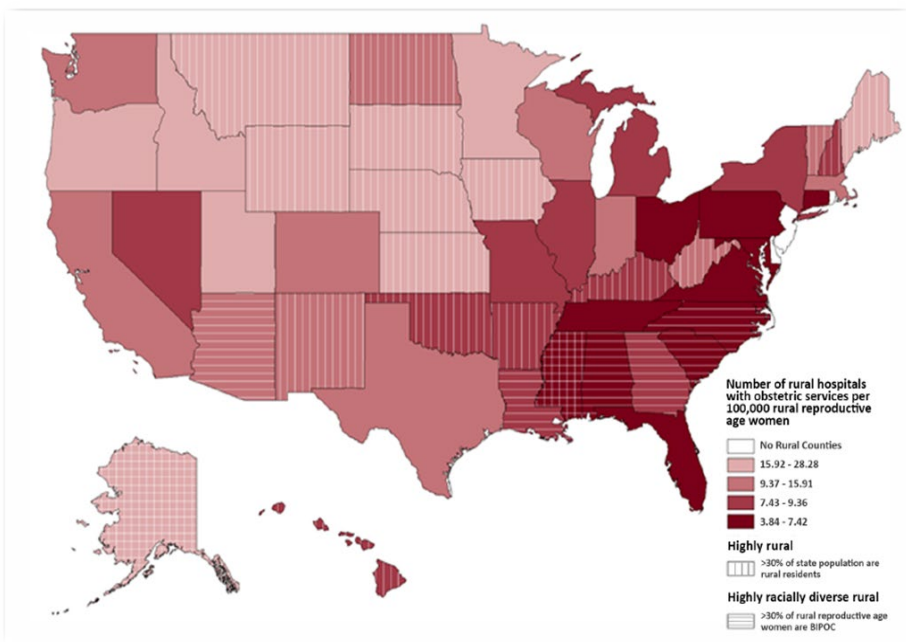 Number of rural hospitals
with obstetric services per
100,000 rural reproductive
age women
No Rural Counties
15.92 - 28.28
9.37 - 15.91
7.43 - 9.36
3.84 - 7.42
Highly rural
>30% of state population are
rural residents
Highly racially diverse rural
>30% of rural reproductive age
women are BIPOC